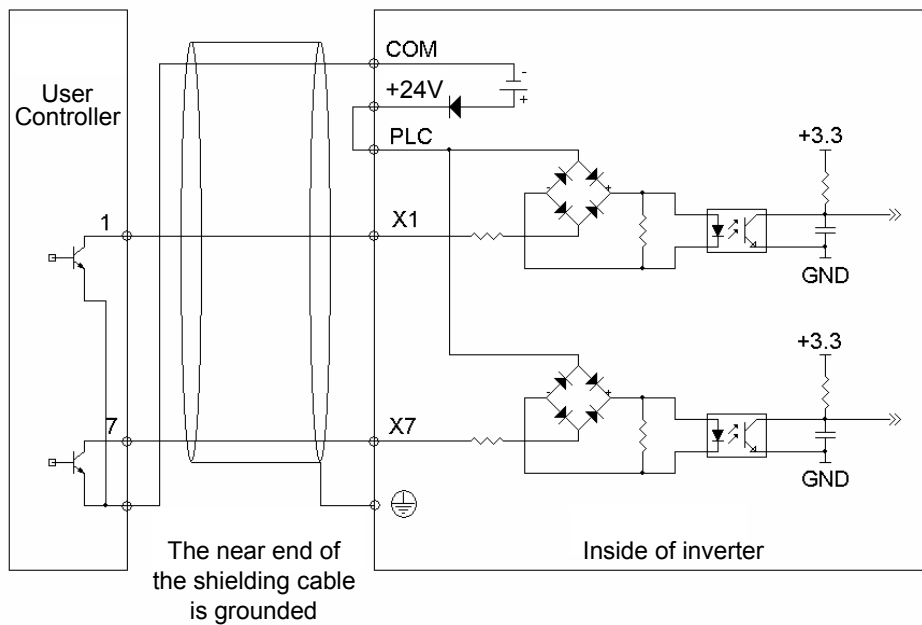 User
Controller
COM
+24V
PLC
-
+
1
X1
-
+
+3.3
GND
7
X7
-
+
+3.3
GND
The near end of
the shielding cable
is grounded
Inside of inverter